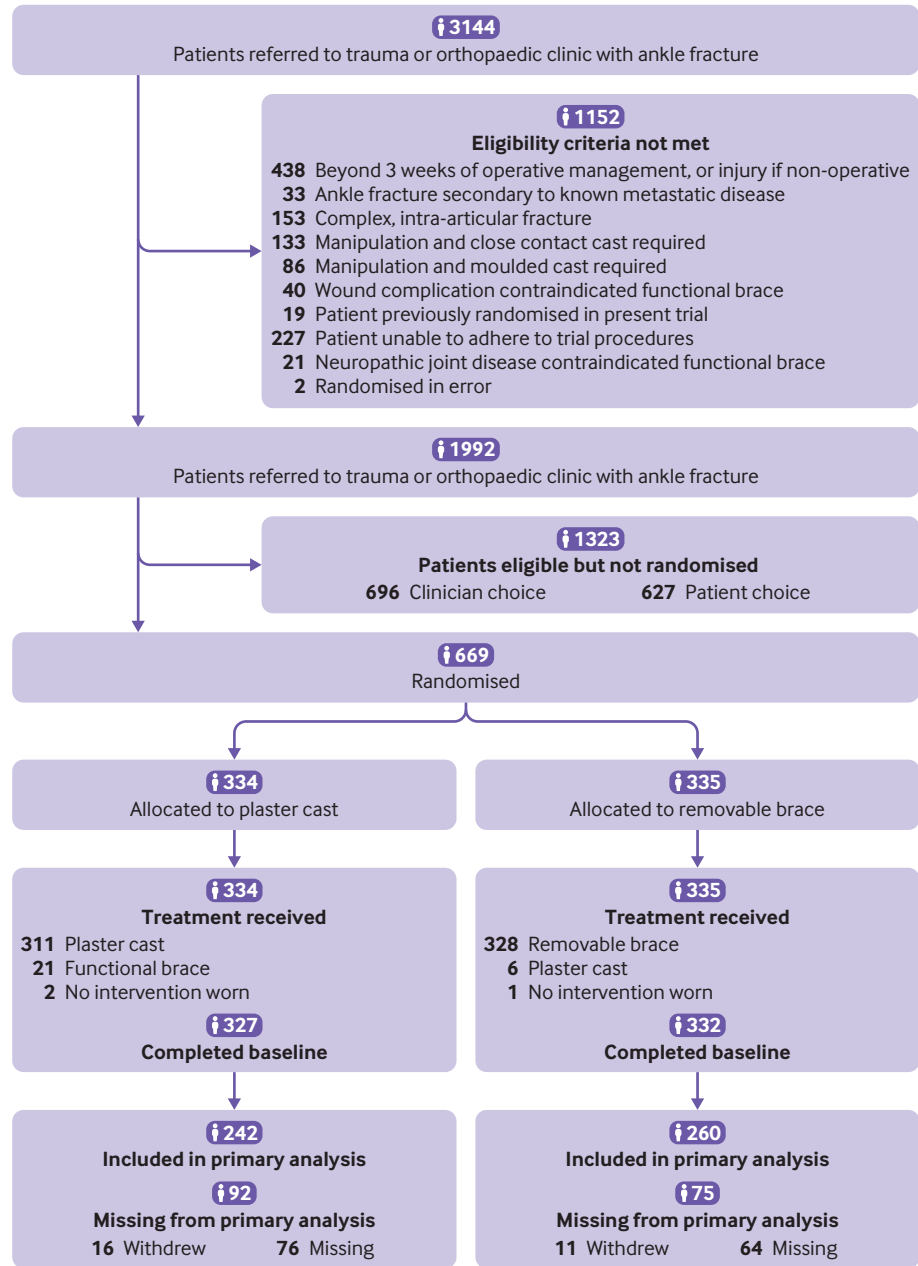 3144
Patients referred to trauma or orthopaedic clinic with ankle fracture
1152
Eligibility criteria not met
438 Beyond 3 weeks of operative management, or injury if non-operative
33 Ankle fracture secondary to known metastatic disease
153 Complex, intra-articular fracture
133 Manipulation and close contact cast required
86 Manipulation and moulded cast required
40 Wound complication contraindicated functional brace
19 Patient previously randomised in present trial
227 Patient unable to adhere to trial procedures
21 Neuropathic joint disease contraindicated functional brace
2 Randomised in error
1992
Patients referred to trauma or orthopaedic clinic with ankle fracture
1323
Patients eligible but not randomised
696 Clinician choice 627 Patient choice
669
Randomised
334
Allocated to plaster cast
335
Allocated to removable brace
334
Treatment received
311 Plaster cast
21 Functional brace
2 No intervention worn
327
Completed baseline
335
Treatment received
328 Removable brace
6 Plaster cast
1 No intervention worn
332
Completed baseline
242
Included in primary analysis
92
Missing from primary analysis
16 Withdrew 76 Missing
260
Included in primary analysis
75
Missing from primary analysis
11 Withdrew 64 Missing